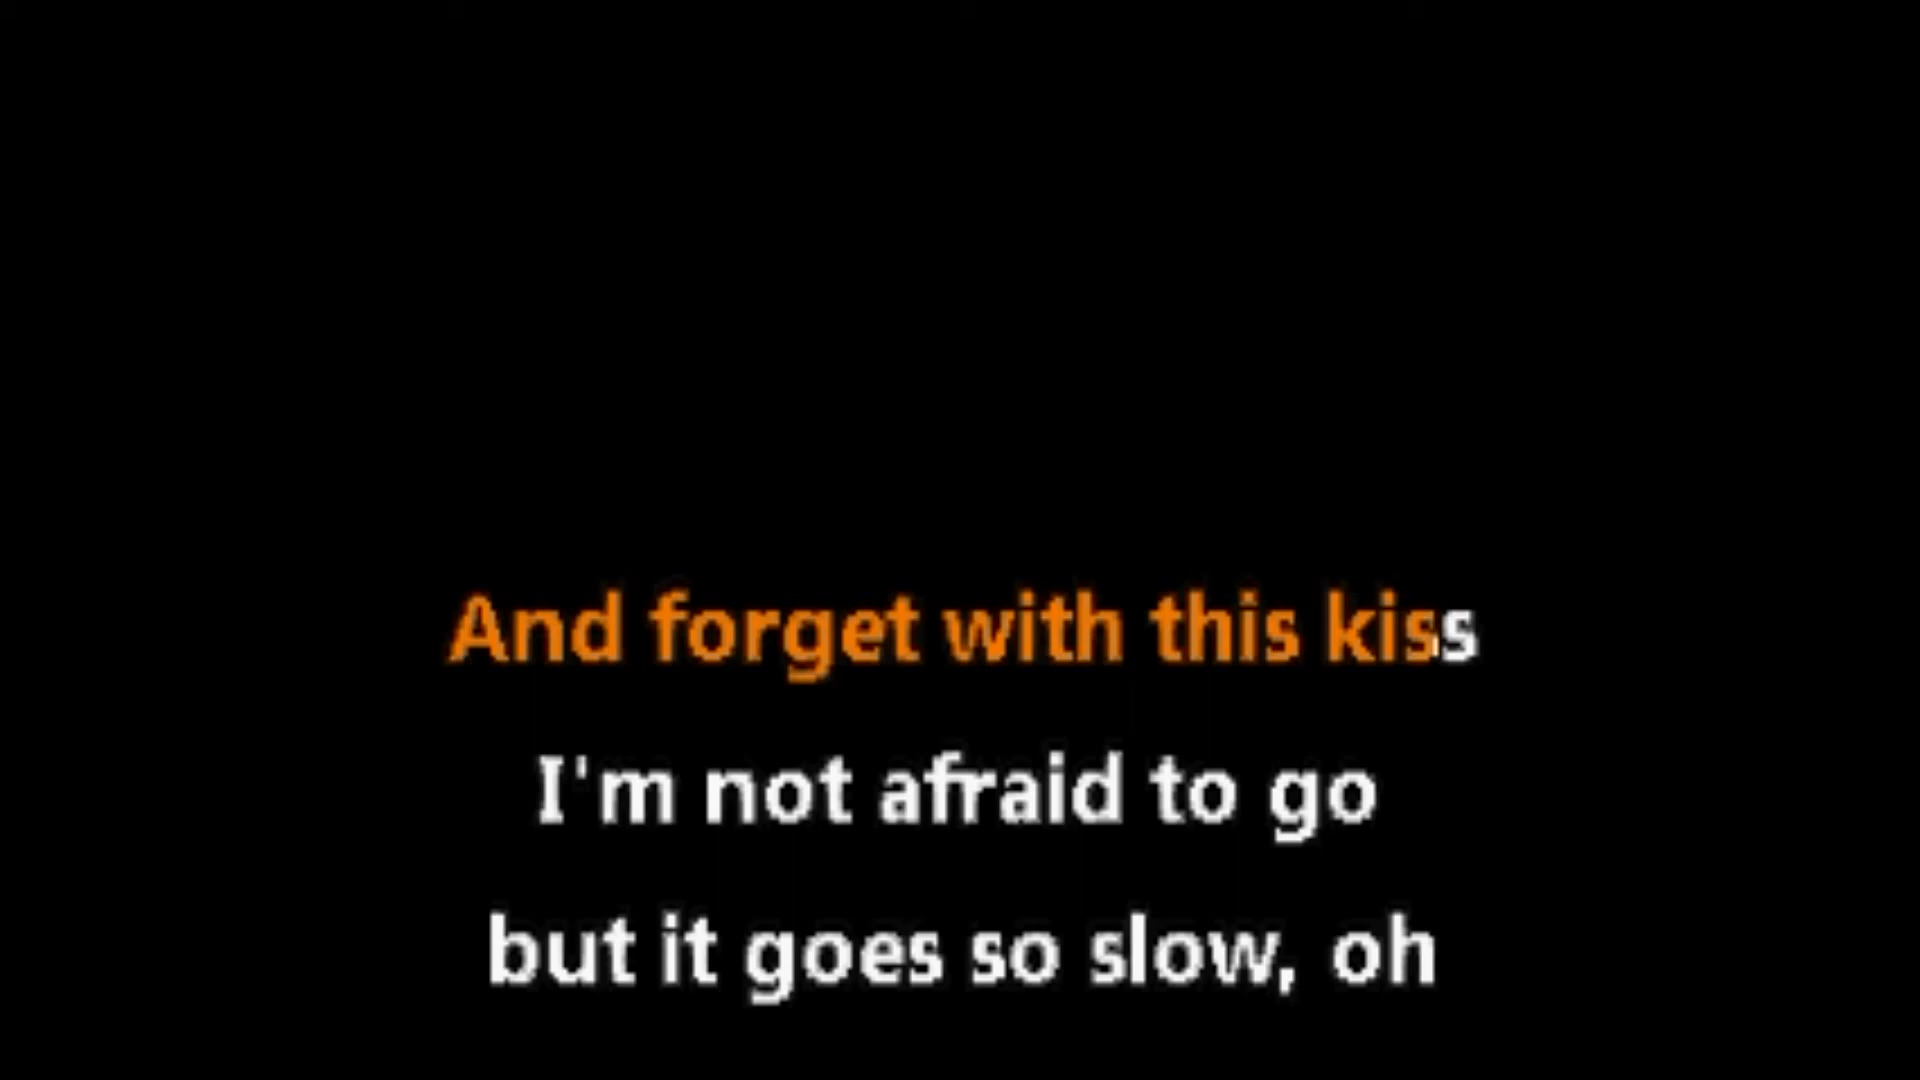 And forget with this kiss
I'm not afraid to go
but it goes so slow, oh